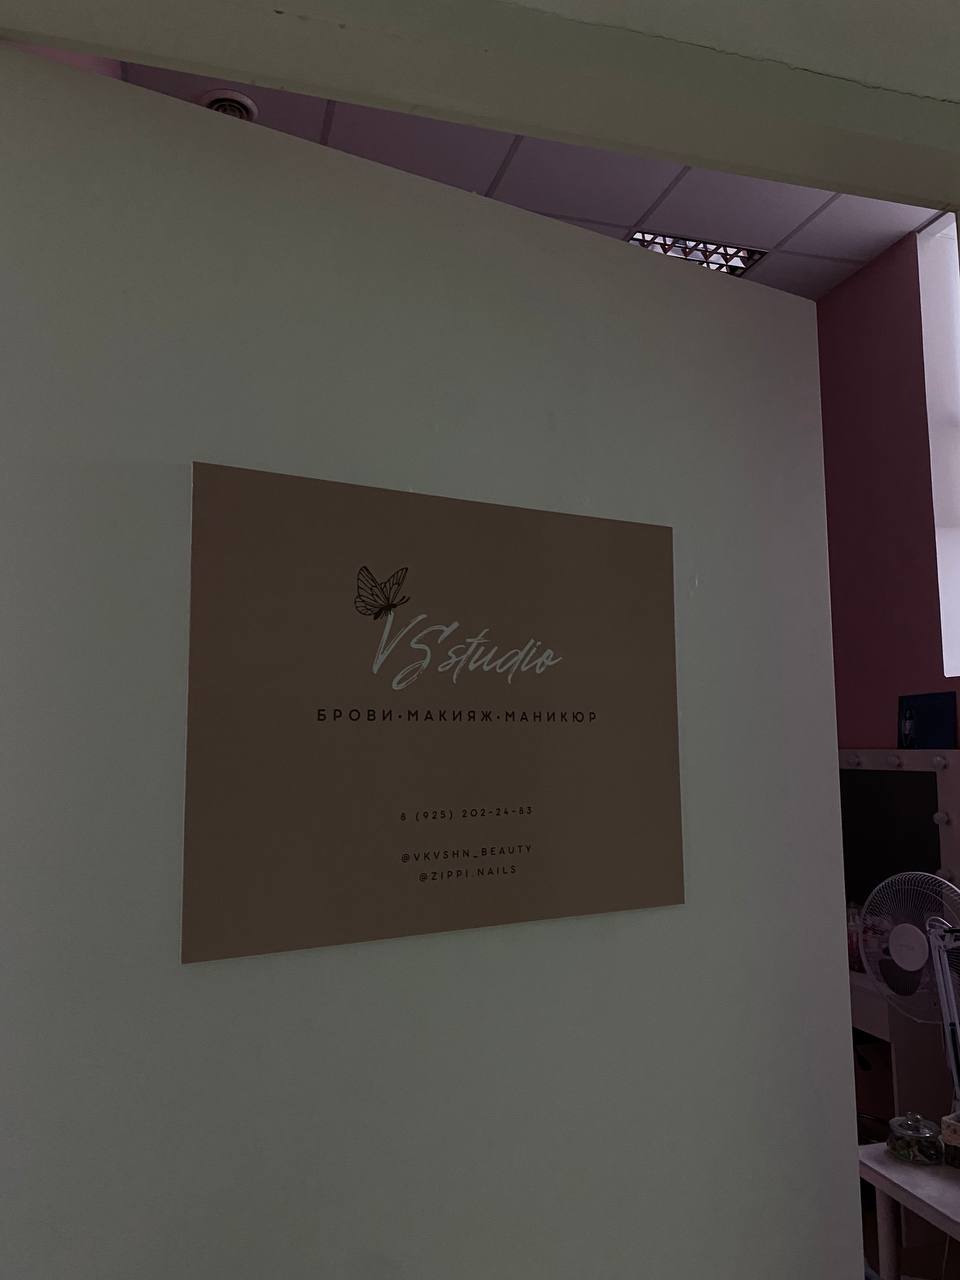 VS studio
БРОВИ•МАКИЯЖ•МАНИКЮР
8 (925) 202-24-83
@VKVSHN_BEAUTY
@ZIPPI.NAILS